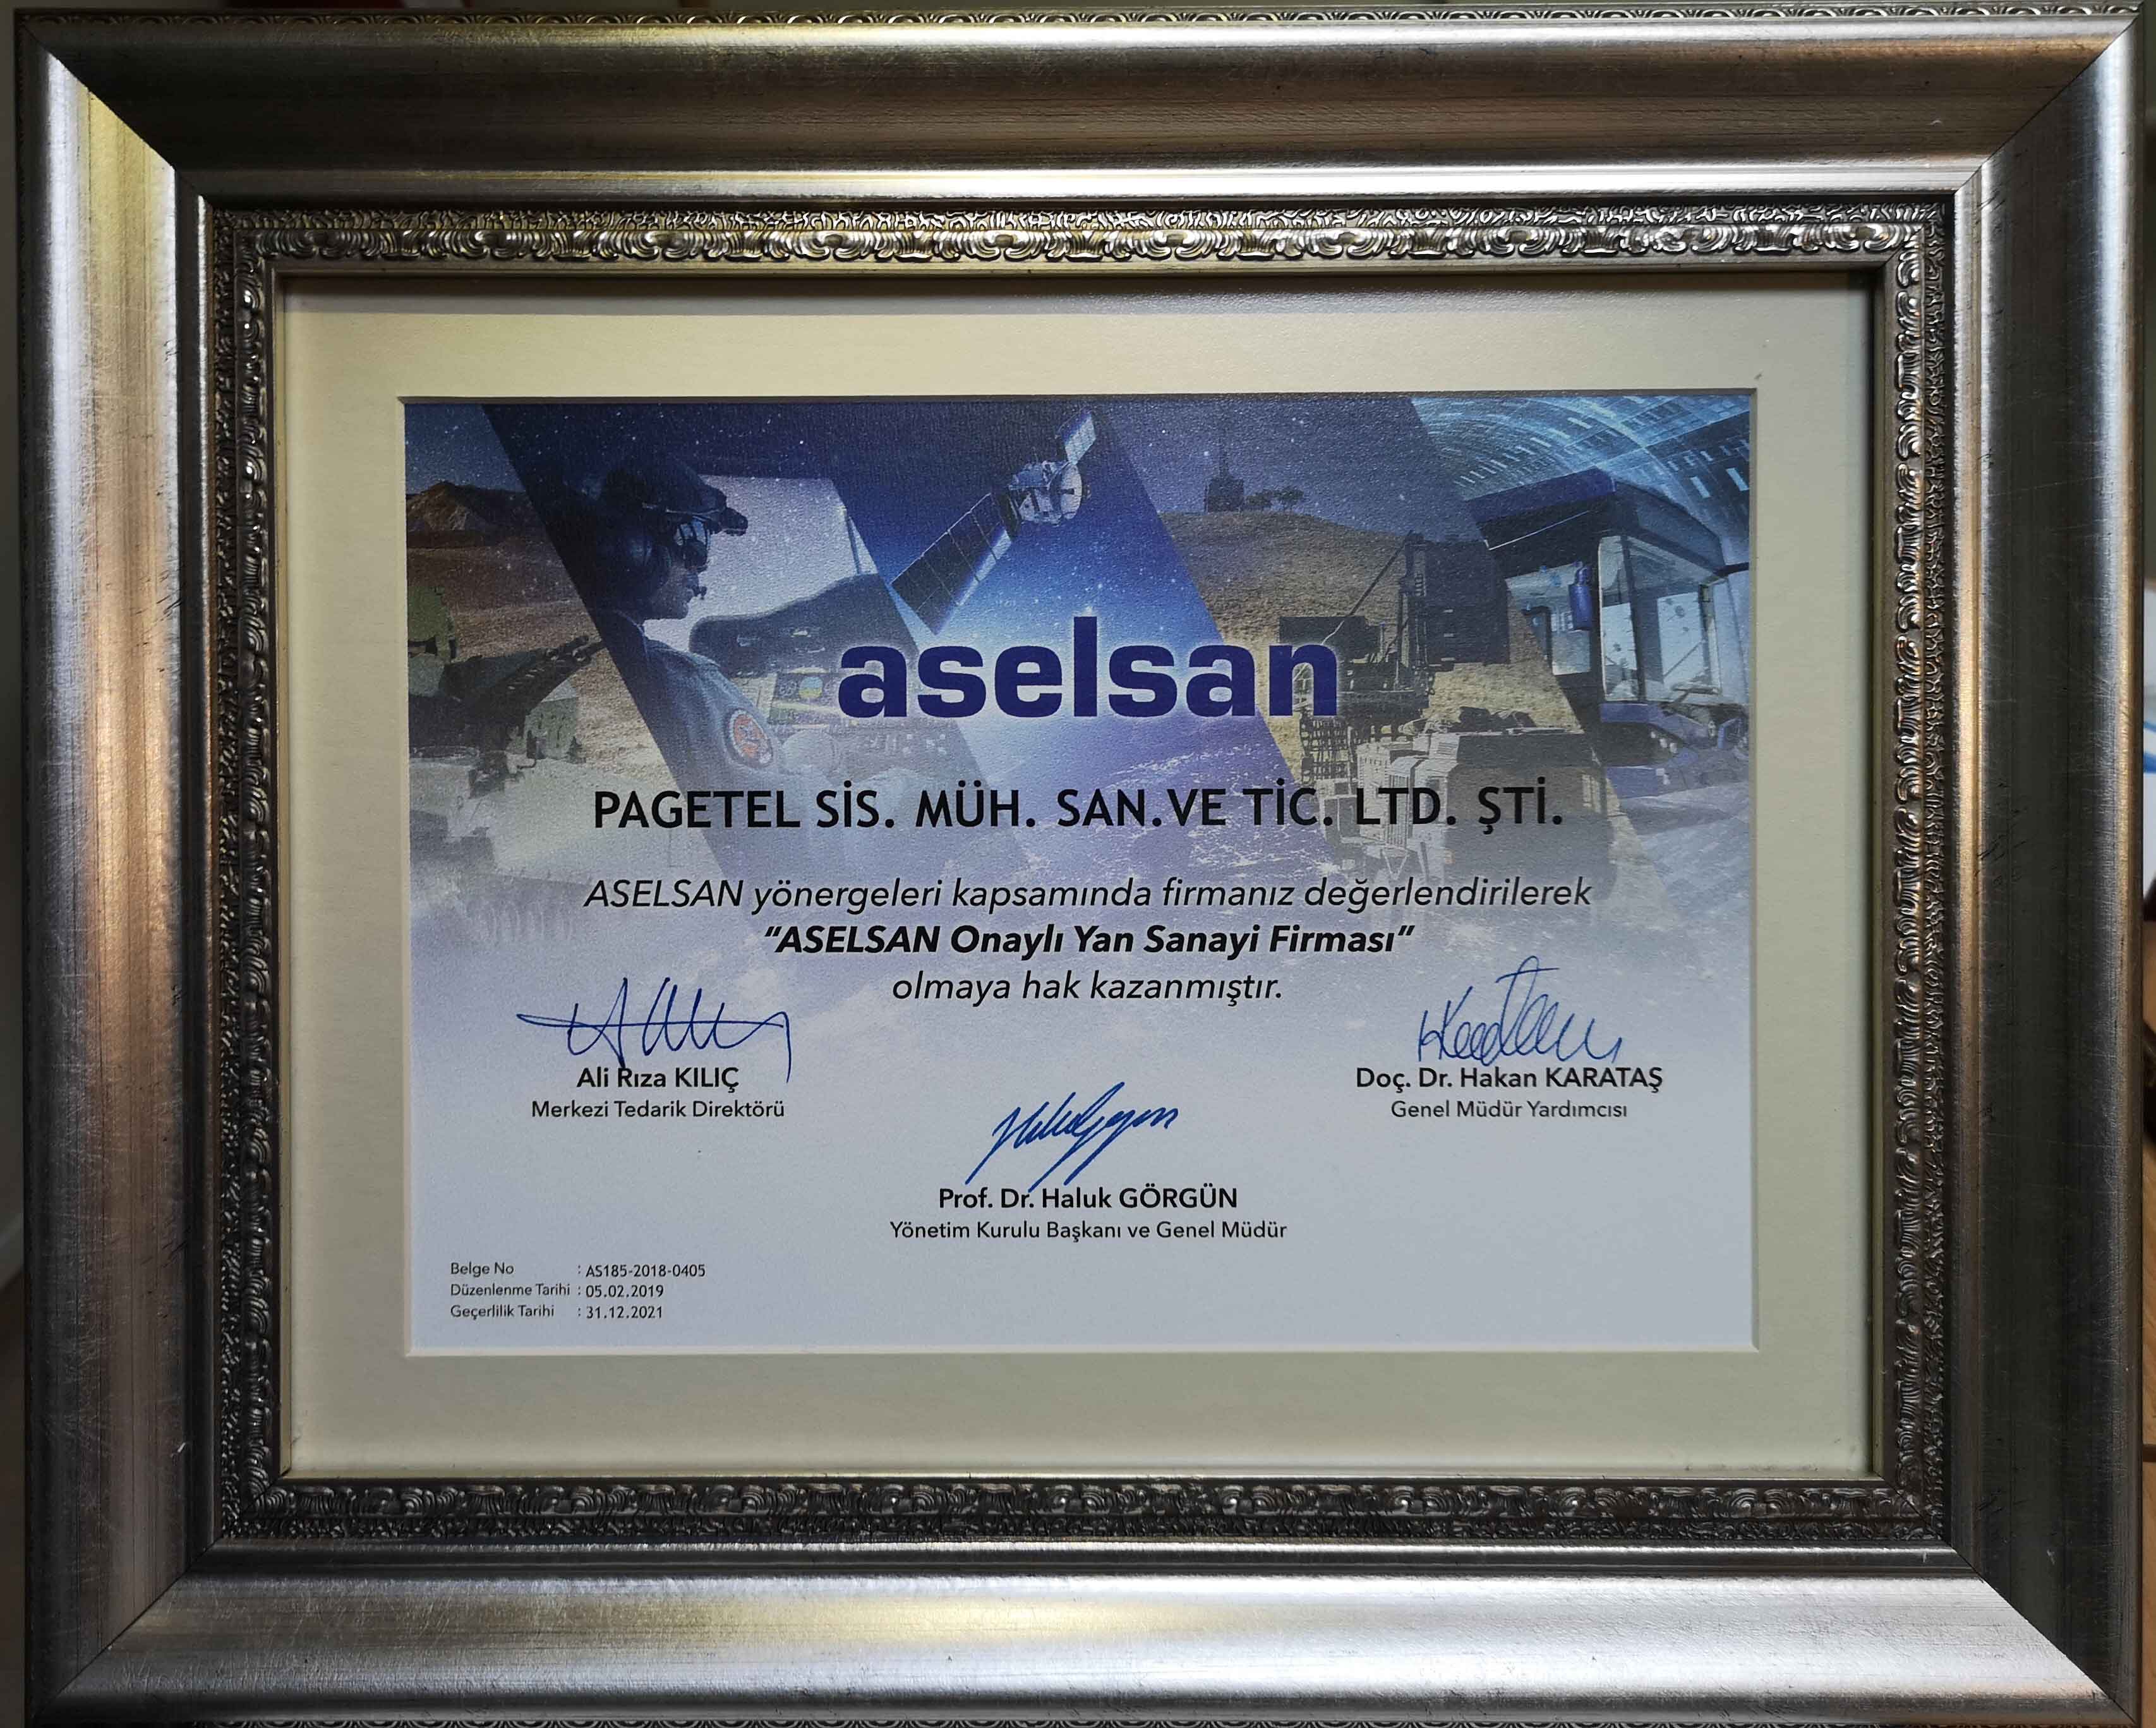 aselsan
PAGETEL SİS. MÜH. SAN.VE TİC. LTD. ŞTİ.
ASELSAN yönergeleri kapsamında firmanız değerlendirilerek
"ASELSAN Onaylı Yan Sanayi Firması"
olmaya hak kazanmıştır.
Ali Rıza KILIÇ
Merkezi Tedarik Direktörü
Doç. Dr. Hakan KARATAŞ
Genel Müdür Yardımcısı
Prof. Dr. Haluk GÖRGÜN
Yönetim Kurulu Başkanı ve Genel Müdür
Belge No : AS185-2018-0405
Düzenlenme Tarihi : 05.02.2019
Geçerlilik Tarihi : 31.12.2021